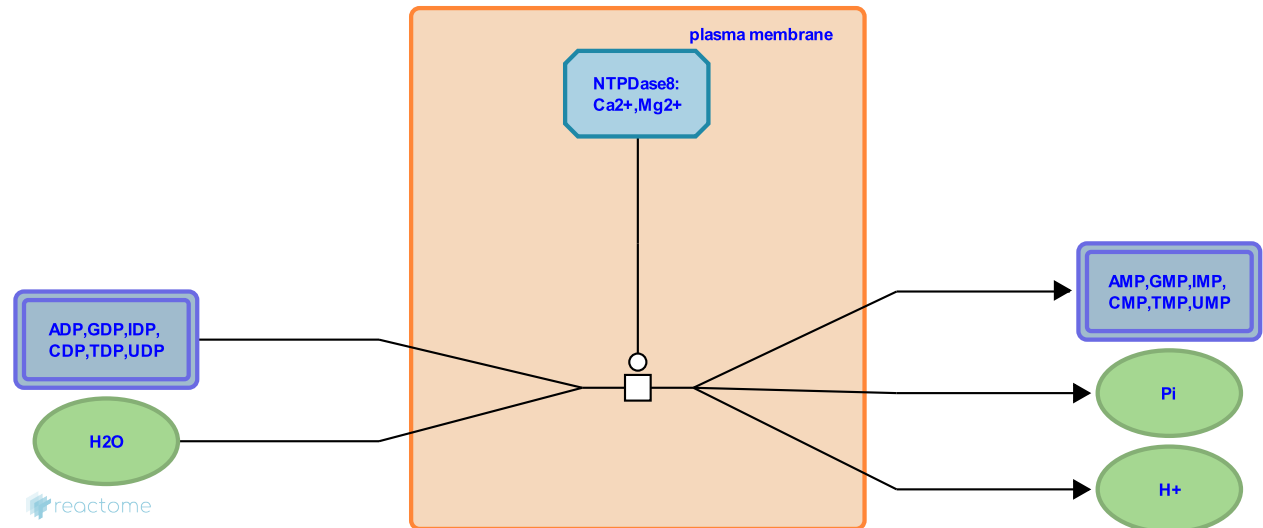 plasma membrane
NTPDase8:
Ca2+,Mg2+
ADP,GDP,IDP,
CDP,TDP,UDP
H2O
AMP,GMP,IMP,
CMP,TMP,UMP
Pi
H+
reactome